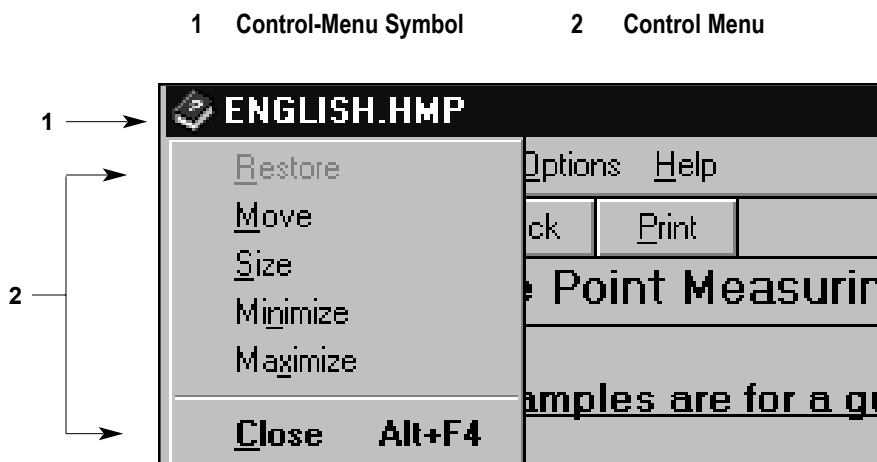 1 Control-Menu Symbol 2 Control Menu
1 ENGLISH.HMP
Restore Options Help
Move ck Print
Size Point Measurin
2 Minimize
Maximize
amples are for a gu
Close Alt+F4